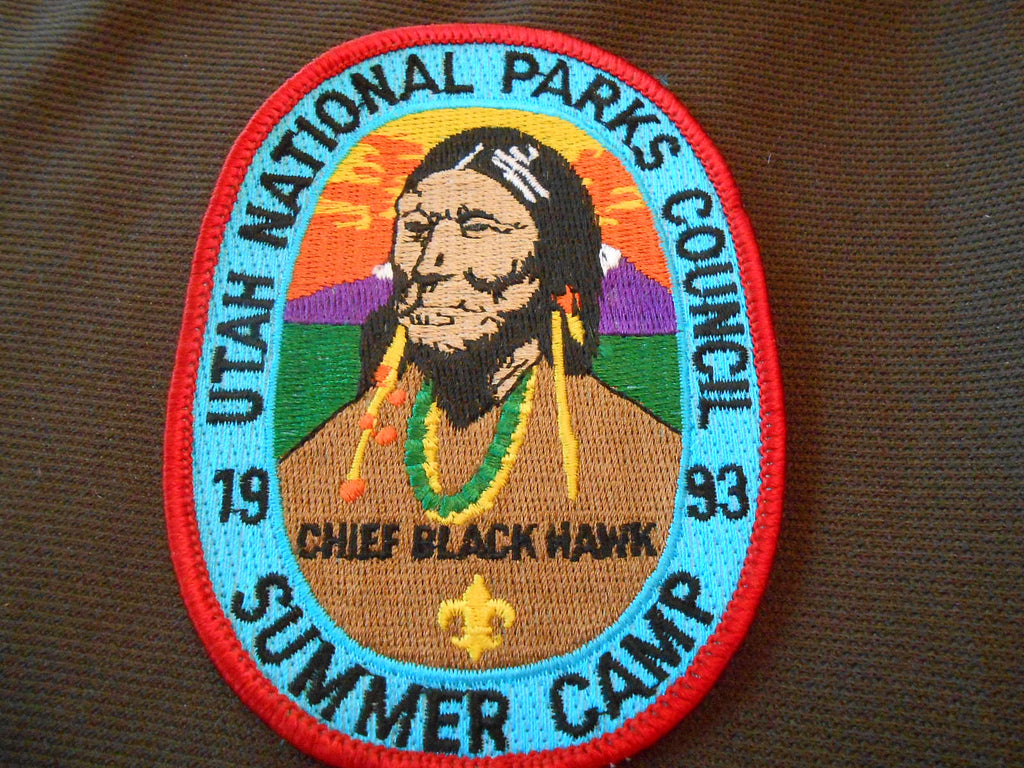 UTAH NATIONAL PARKS COUNCIL
19 93
CHIEF BLACK HAWK
SUMMER CAMP